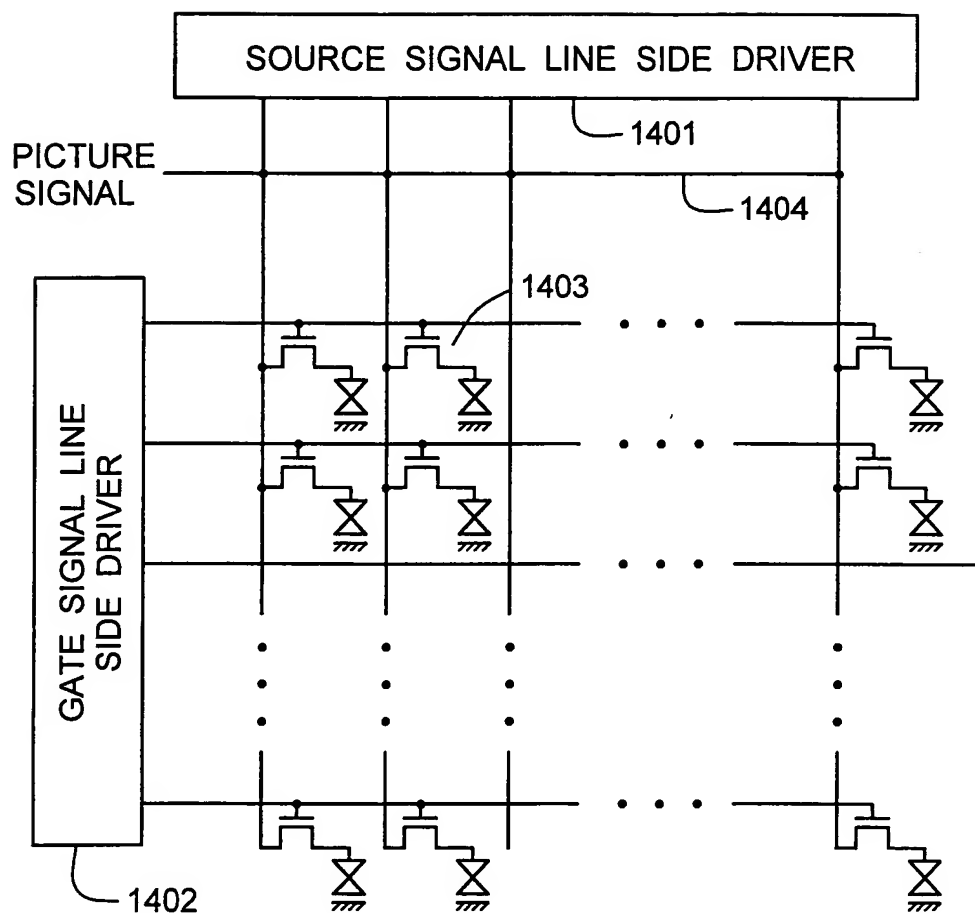 SOURCE SIGNAL LINE SIDE DRIVER
1401
PICTURE
SIGNAL
1404
1403
GATE SIGNAL LINE
SIDE DRIVER
1402